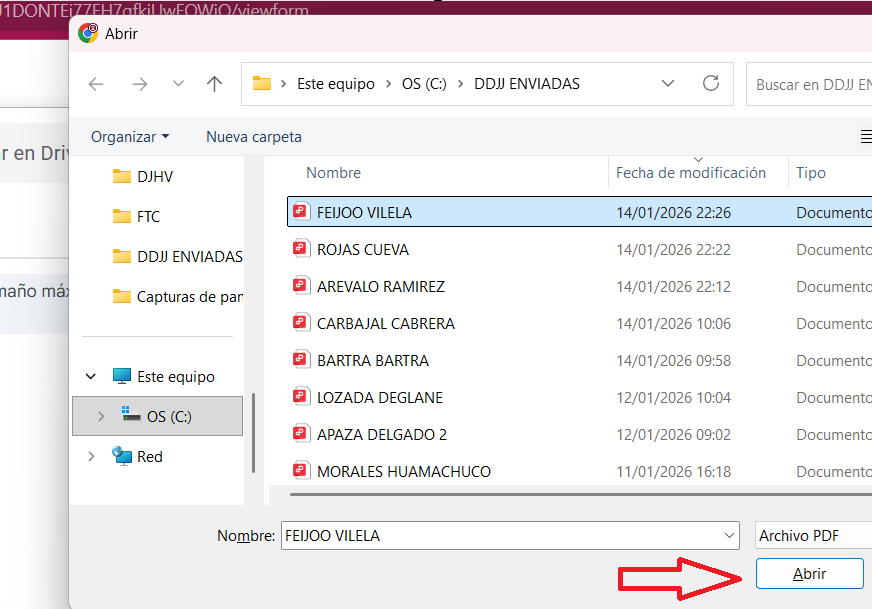 Abrir
Este equipo > OS (C:) > DDJJ ENVIADAS
Buscar en DDJJ EN
Organizar
Nueva carpeta
r en Driv
maño máx
DJHV
FTC
DDJJ ENVIADAS
Capturas de pan
Este equipo
OS (C:)
Red
Nombre Fecha de modificación Tipo
FEIJOO VILELA 14/01/2026 22:26 Documento
ROJAS CUEVA 14/01/2026 22:22 Documento
AREVALO RAMIREZ 14/01/2026 22:12 Documento
CARBAJAL CABRERA 14/01/2026 10:06 Documento
BARTRA BARTRA 14/01/2026 09:58 Documento
LOZADA DEGLANE 12/01/2026 10:04 Documento
APAZA DELGADO 2 12/01/2026 09:02 Documento
MORALES HUAMACHUCO 11/01/2026 16:18 Documento
Nombre: FEIJOO VILELA Archivo PDF
Abrir